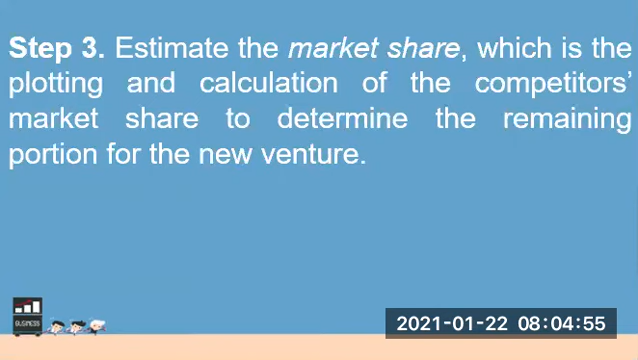 Step 3. Estimate the market share, which is the
plotting and calculation of the competitors’
market share to determine the remaining
portion for the new venture.
BUSINESS
2021-01-22 08:04:55